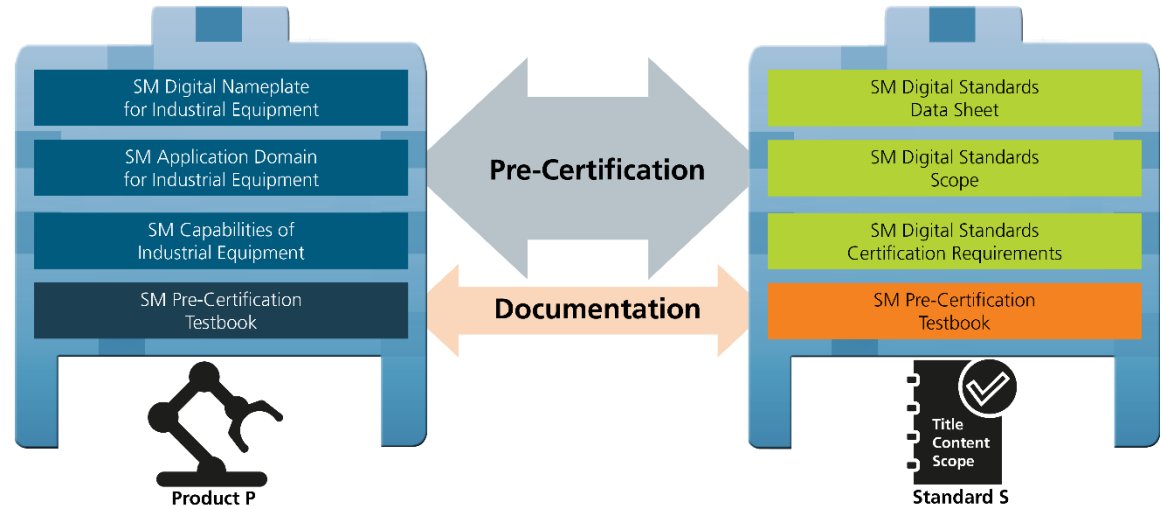 SM Digital Nameplate
for Industiral Equipment
SM Application Domain
for Industrial Equipment
SM Capabilities of
Industrial Equipment
SM Pre-Certification
Testbook
Product P
Pre-Certification
Documentation
SM Digital Standards
Data Sheet
SM Digital Standards
Scope
SM Digital Standards
Certification Requirements
SM Pre-Certification
Testbook
Title
Content
Scope
Standard S